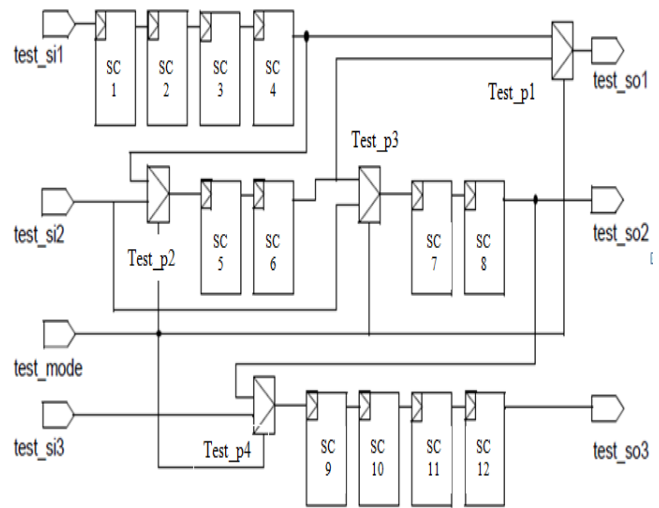 test_si1
SC
1
SC
2
SC
3
SC
4
Test_p1
test_so1
Test_p3
test_si2
Test_p2
SC
5
SC
6
SC
7
SC
8
test_so2
test_mode
test_si3
Test_p4
SC
9
SC
10
SC
11
SC
12
test_so3